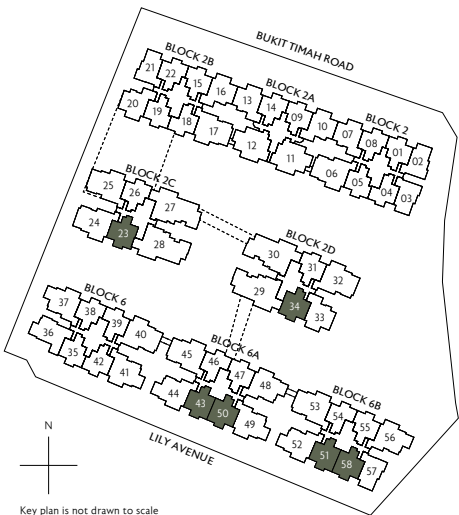 BUKIT TIMAH ROAD
BLOCK 2B
21 22 15 16 13 14 09 10 07 08 01 02
BLOCK 2A
BLOCK 2
20 19 18 17 12 11 06 05 04 03
BLOCK 2C
25 26 27
24 23 28
BLOCK 2D
30 31 32
29 34 33
BLOCK 6
37 38 39 40
36 35 42 41
BLOCK 6A
45 46 47 48
44 43 50 49
BLOCK 6B
53 54 55 56
52 51 58 57
LILY AVENUE
N
Key plan is not drawn to scale